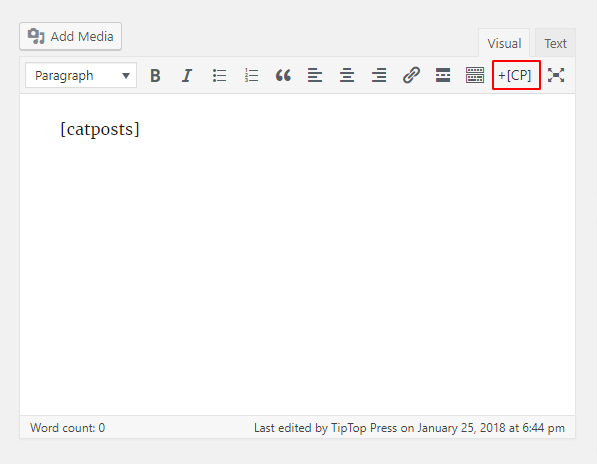 Add Media
Visual Text
Paragraph B I +[CP]
[catposts]
Word count: 0 Last edited by TipTop Press on January 25, 2018 at 6:44 pm